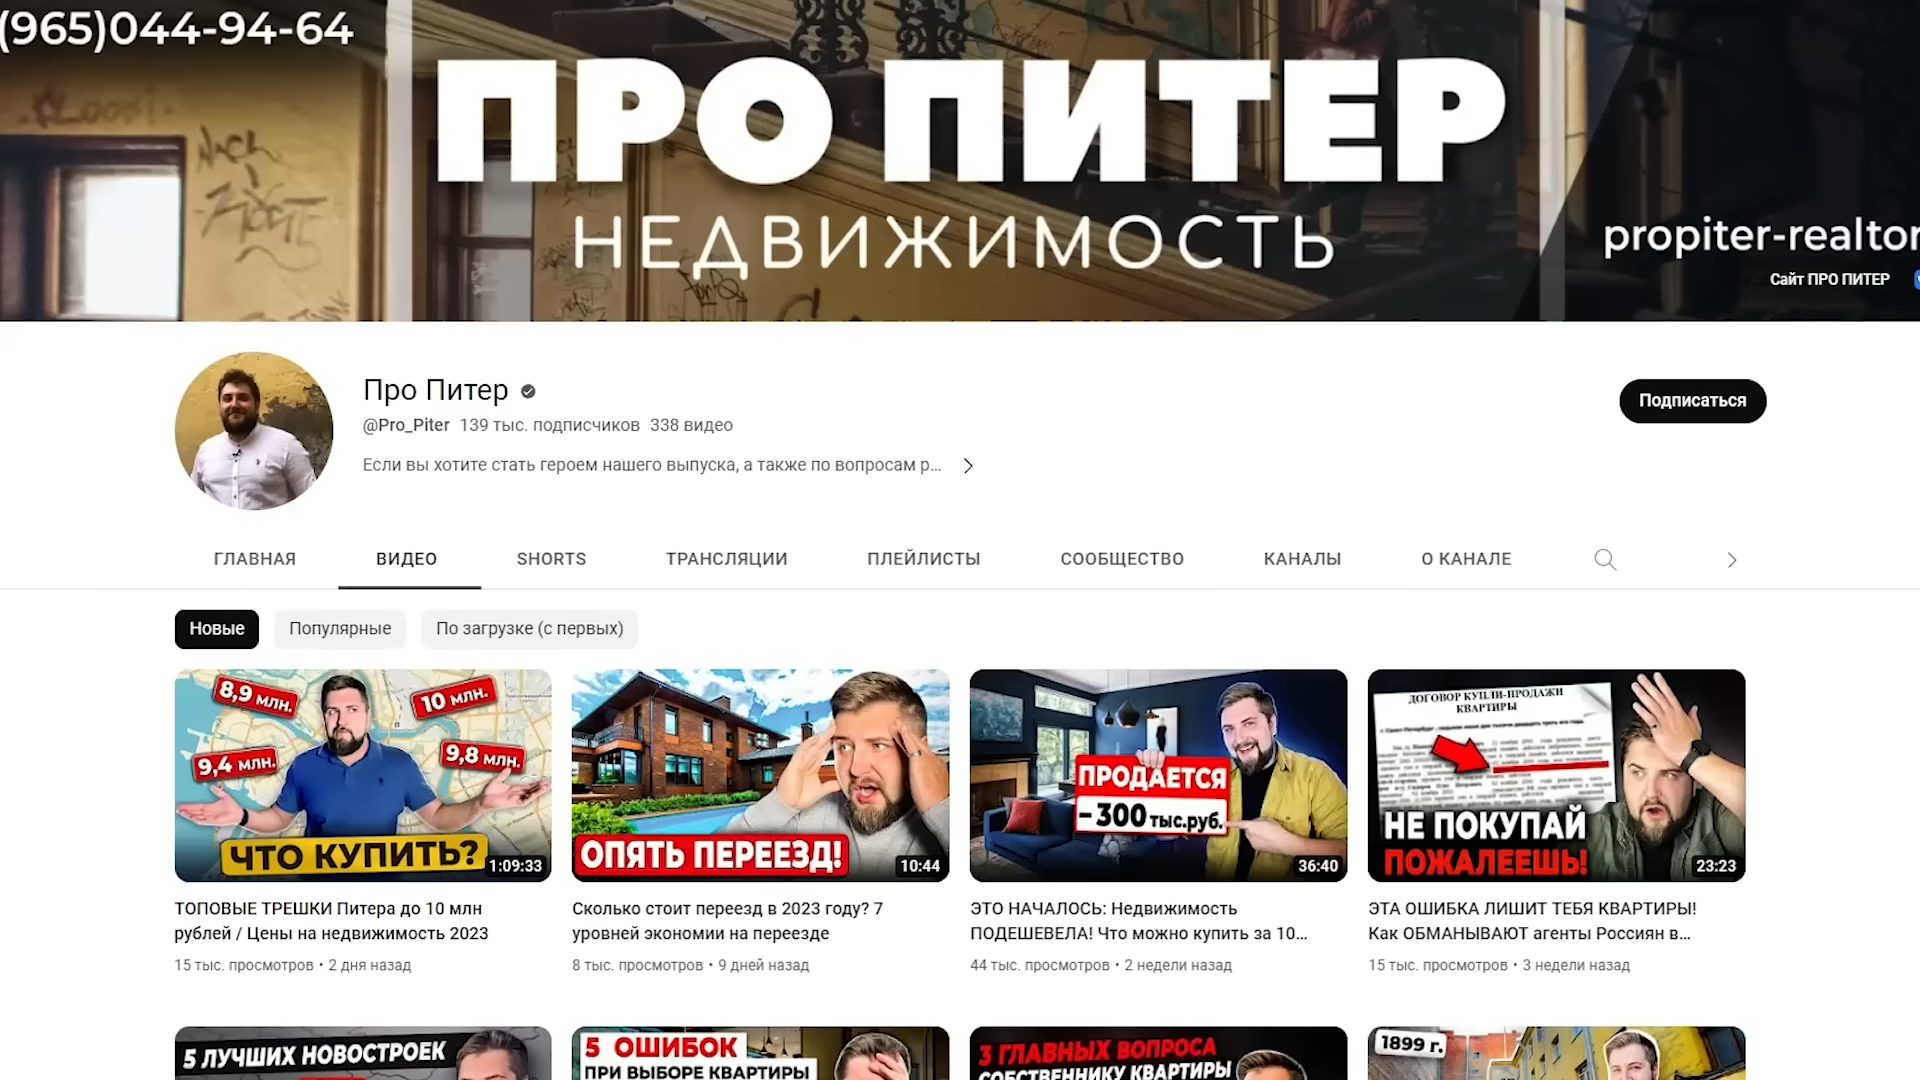 (965)044-94-64
ПРО ПИТЕР
НЕДВИЖИМОСТЬ
propiter-realtor
Сайт ПРО ПИТЕР
Про Питер
@Pro_Piter 139 тыс. подписчиков 338 видео
Если вы хотите стать героем нашего выпуска, а также по вопросам р...
Подписаться
ГЛАВНАЯ ВИДЕО SHORTS ТРАНСЛЯЦИИ ПЛЕЙЛИСТЫ СООБЩЕСТВО КАНАЛЫ О КАНАЛЕ
Новые Популярные По загрузке (с первых)
8,9 млн.
10 млн.
9,4 млн.
9,8 млн.
ЧТО КУПИТЬ?
1:09:33
ОПЯТЬ ПЕРЕЕЗД!
10:44
ПРОДАЕТСЯ
-300 тыс.руб.
36:40
ДОГОВОР КУПЛИ-ПРОДАЖИ
КВАРТИРЫ
НЕ ПОКУПАЙ
ПОЖАЛЕЕШЬ!
23:23
ТОПОВЫЕ ТРЕШКИ Питера до 10 млн
рублей / Цены на недвижимость 2023
15 тыс. просмотров • 2 дня назад
Сколько стоит переезд в 2023 году? 7
уровней экономии на переезде
8 тыс. просмотров • 9 дней назад
ЭТО НАЧАЛОСЬ: Недвижимость
ПОДЕШЕВЕЛА! Что можно купить за 10...
44 тыс. просмотров • 2 недели назад
ЭТА ОШИБКА ЛИШИТ ТЕБЯ КВАРТИРЫ!
Как ОБМАНЫВАЮТ агенты Россиян в...
15 тыс. просмотров • 3 недели назад
5 ЛУЧШИХ НОВОСТРОЕК
5 ОШИБОК
ПРИ ВЫБОРЕ КВАРТИРЫ
3 ГЛАВНЫХ ВОПРОСА
СОБСТВЕННИКУ КВАРТИРЫ
1899 г.